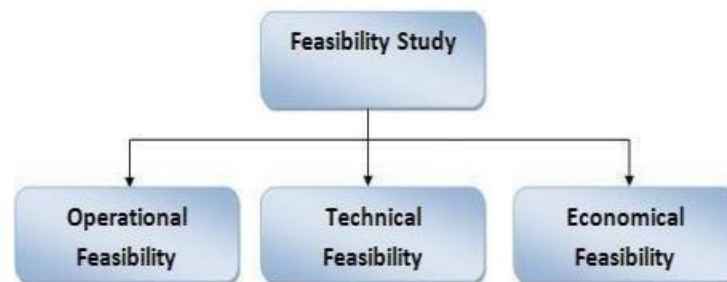 Feasibility Study
Operational
Feasibility
Technical
Feasibility
Economical
Feasibility